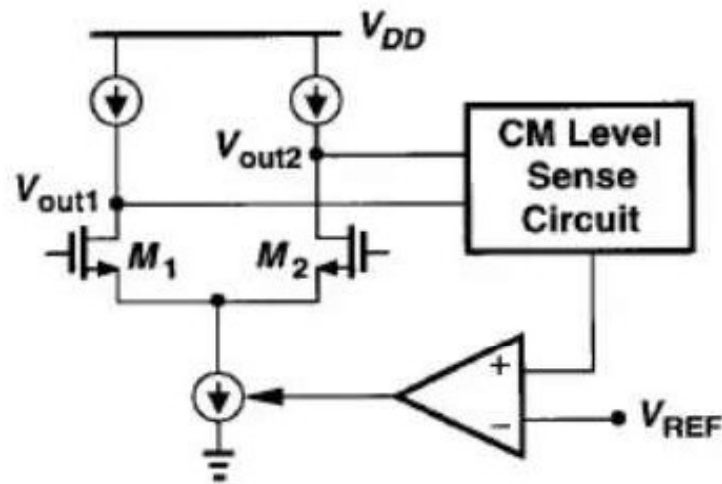 VDD
CM Level
Sense
Circuit
Vout2
Vout1
M1
M2
+
−
VREF